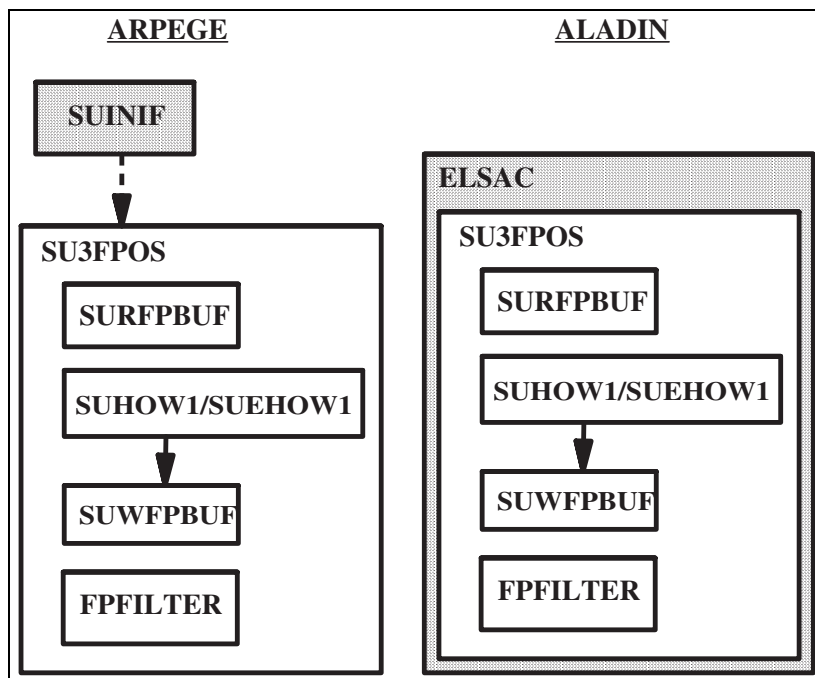 ARPEGE
SUINIF
SU3FPOS
SURFPBUF
SUHOW1/SUEHOW1
SUWFPBUF
FPFILTER
ALADIN
ELSAC
SU3FPOS
SURFPBUF
SUHOW1/SUEHOW1
SUWFPBUF
FPFILTER